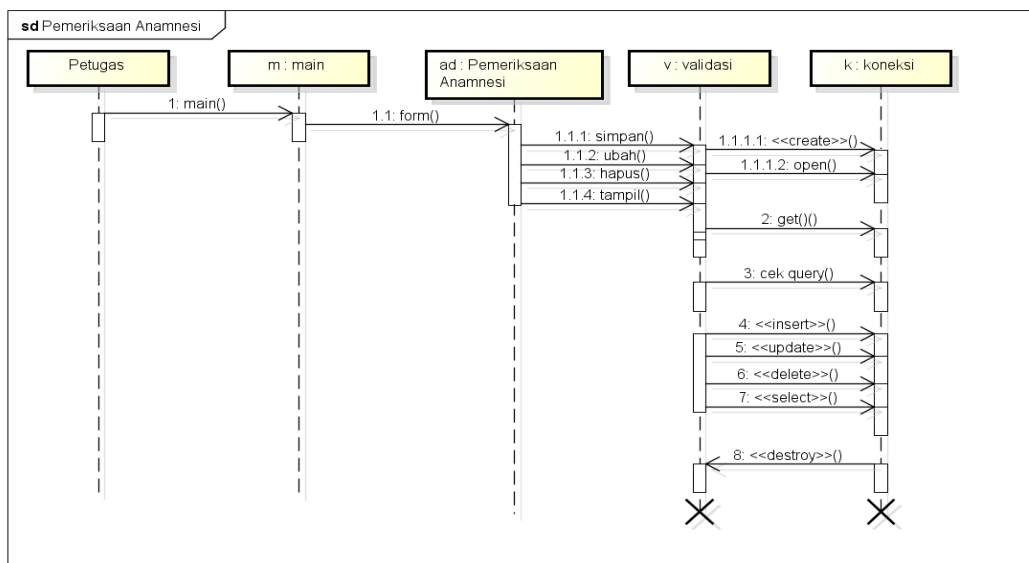 sd Pemeriksaan Anamnesi
Petugas
m : main
ad : Pemeriksaan
Anamnesi
v : validasi
k : koneksi
1: main()
1.1: form()
1.1.1: simpan()
1.1.1.1: <<create>>()
1.1.2: ubah()
1.1.1.2: open()
1.1.3: hapus()
1.1.4: tampil()
2: get()()
3: cek query()
4: <<insert>>()
5: <<update>>()
6: <<delete>>()
7: <<select>>()
8: <<destroy>>()